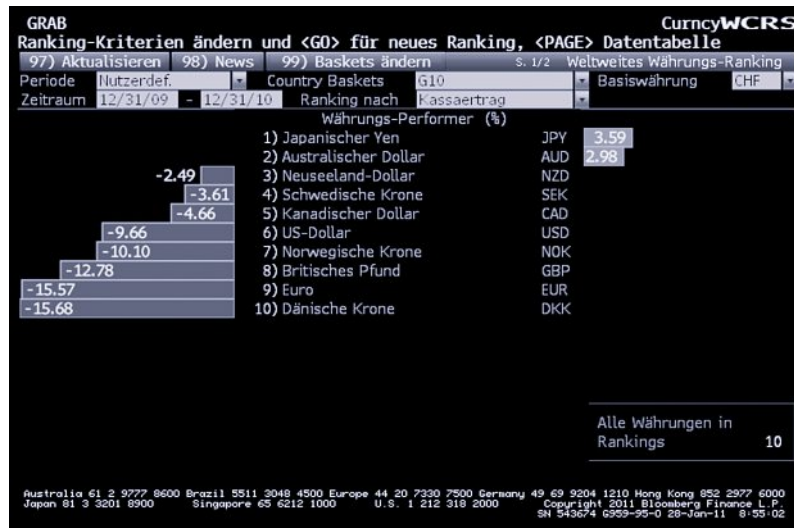 GRAB CurncyWCRS
Ranking-Kriterien ändern und <GO> für neues Ranking, <PAGE> Datentabelle
97) Aktualisieren 98) News 99) Baskets ändern S. 1/2 Weltweites Währungs-Ranking
Periode Nutzerdef. Country Baskets G10 Basiswährung CHF
Zeitraum 12/31/09 - 12/31/10 Ranking nach Kassaertrag
Währungs-Performer (%)
1) Japanischer Yen JPY 3.59
2) Australischer Dollar AUD 2.98
-2.49 3) Neuseeland-Dollar NZD
-3.61 4) Schwedische Krone SEK
-4.66 5) Kanadischer Dollar CAD
-9.66 6) US-Dollar USD
-10.10 7) Norwegische Krone NOK
-12.78 8) Britisches Pfund GBP
-15.57 9) Euro EUR
-15.68 10) Dänische Krone DKK
Alle Währungen in
Rankings 10
Australia 61 2 9777 8600 Brazil 5511 3048 4500 Europe 44 20 7330 7500 Germany 49 69 9204 1210 Hong Kong 852 2977 6000
Japan 81 3 3201 8900 Singapore 65 6212 1000 U.S. 1 212 318 2000 Copyright 2011 Bloomberg Finance L.P.
SN 543674 G959-95-0 28-Jan-11 8:55:02